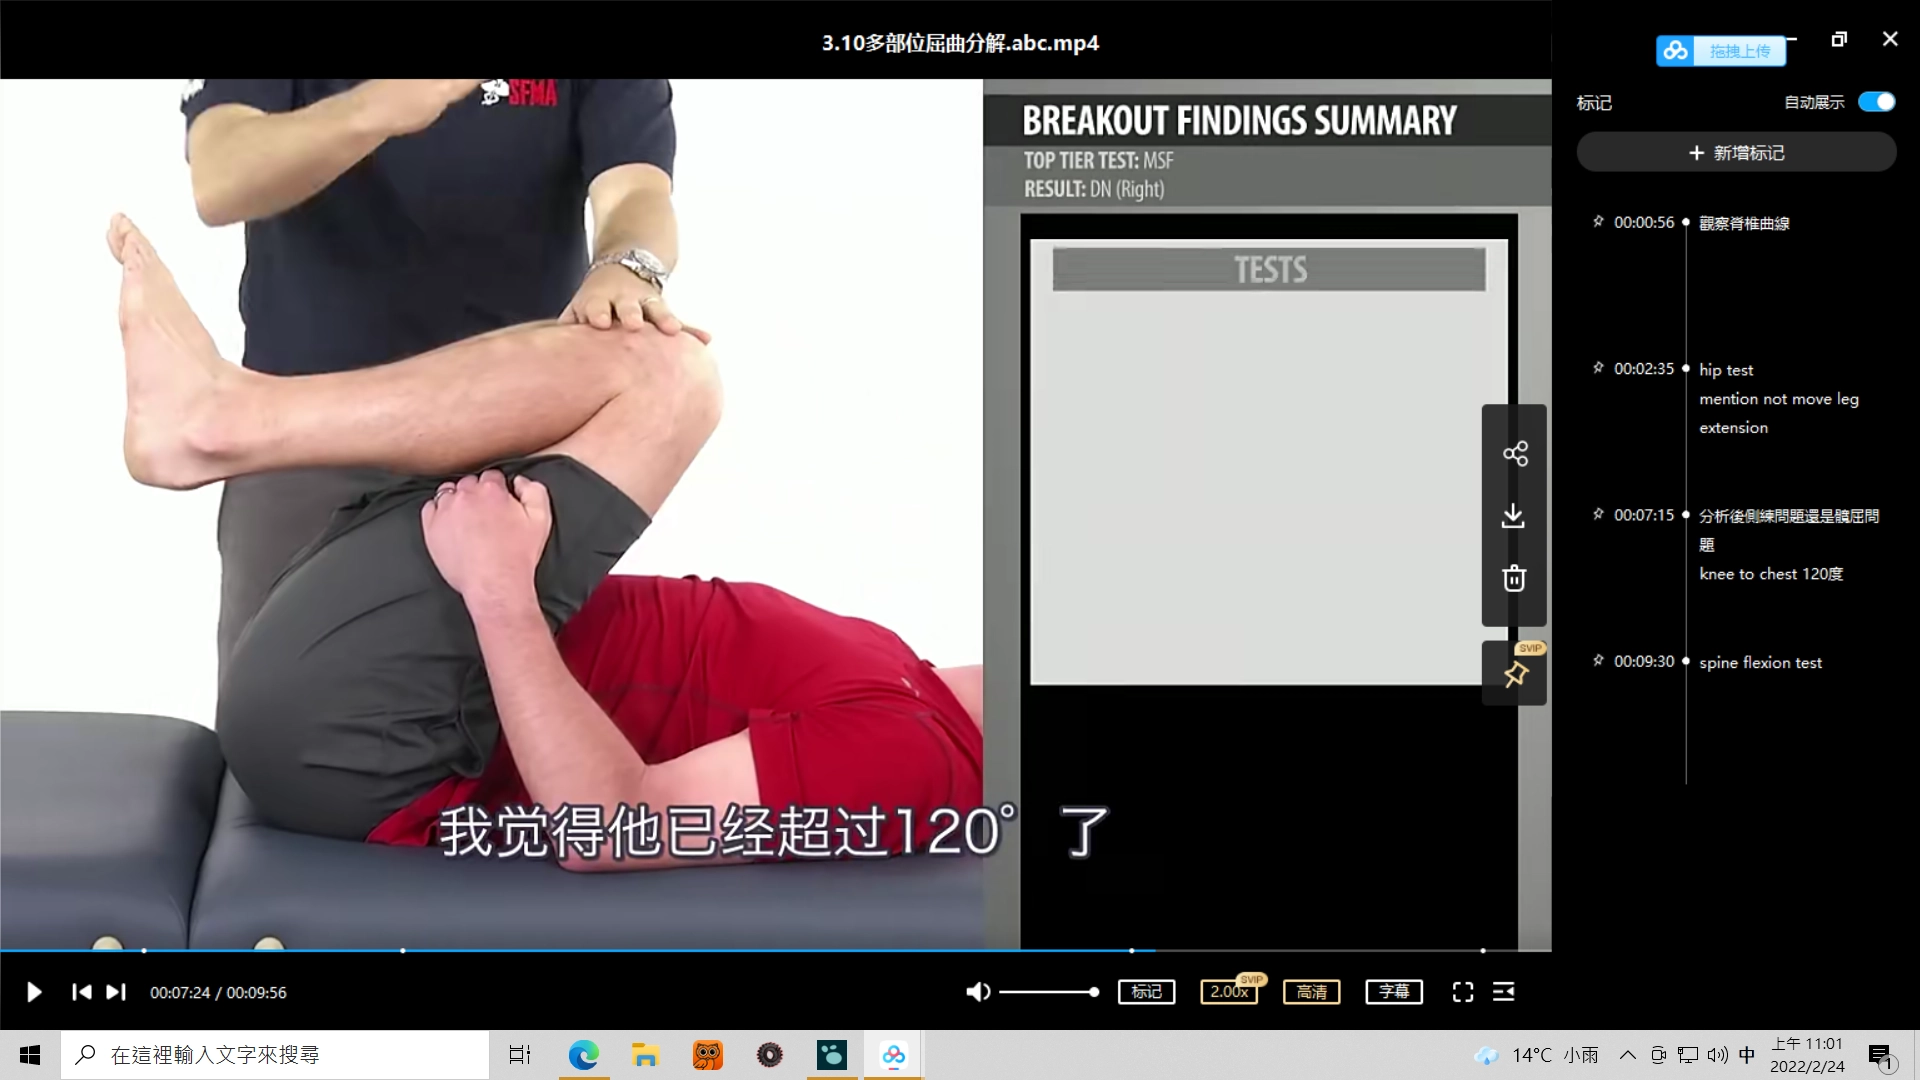 3.10多部位屈曲分解.abc.mp4
拖拽上传
SFMA
BREAKOUT FINDINGS SUMMARY
TOP TIER TEST: MSF
RESULT: DN (Right)
TESTS
我觉得他已经超过120° 了
标记
自动展示
+ 新增标记
00:00:56 觀察脊椎曲線
00:02:35 hip test
mention not move leg
extension
00:07:15 分析後側練問題還是髖屈問
題
knee to chest 120度
00:09:30 spine flexion test
SVIP
00:07:24 / 00:09:56
标记
2.00x
SVIP
高清
字幕
在這裡輸入文字來搜尋
14°C 小雨
中
上午 11:01
2022/2/24
1